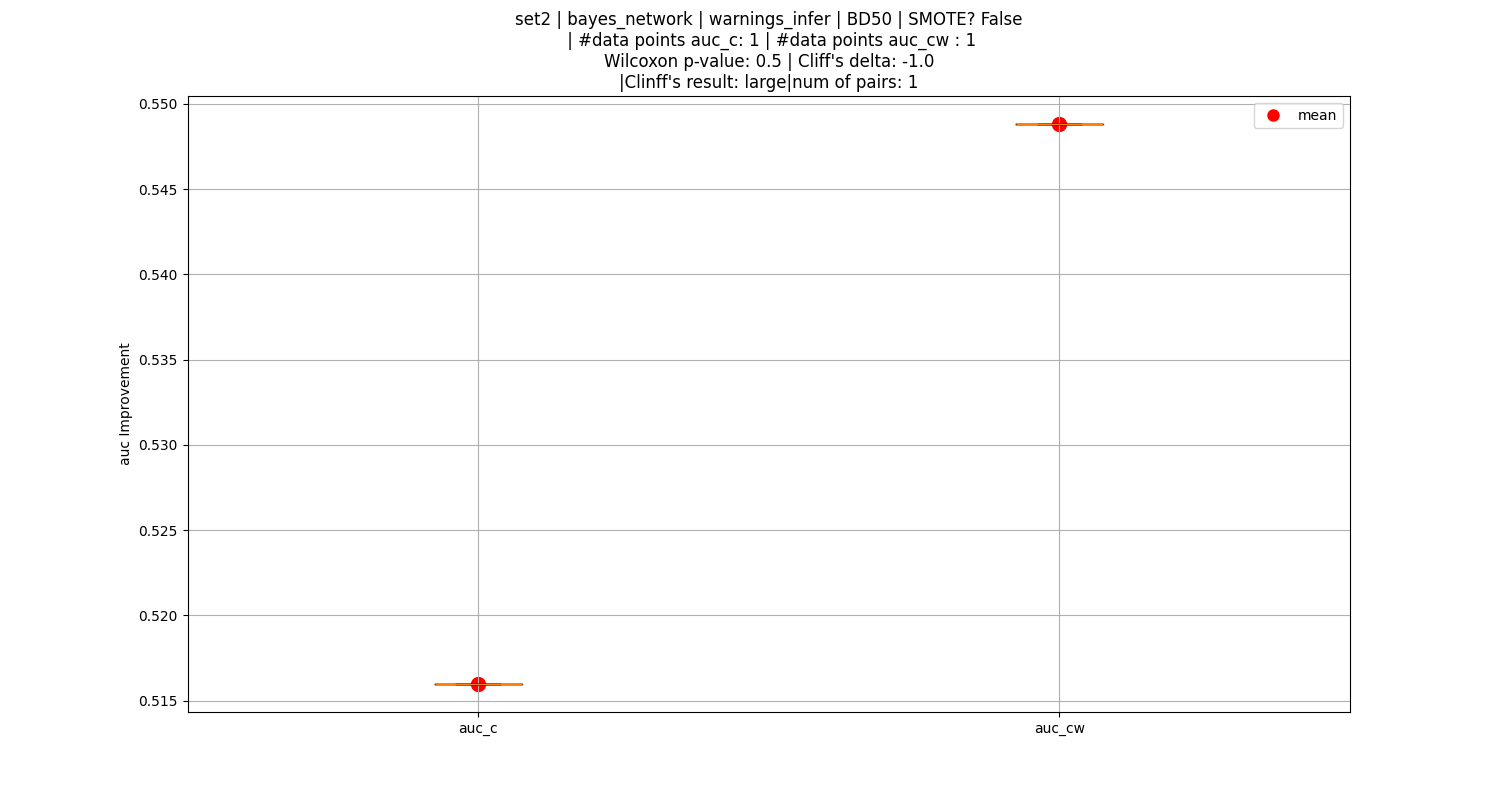 set2 | bayes_network | warnings_infer | BD50 | SMOTE? False
| #data points auc_c: 1 | #data points auc_cw : 1
Wilcoxon p-value: 0.5 | Cliff's delta: -1.0
|Clinff's result: large|num of pairs: 1
mean
0.550
0.545
0.540
0.535
0.530
0.525
0.520
0.515
auc Improvement
auc_c
auc_cw